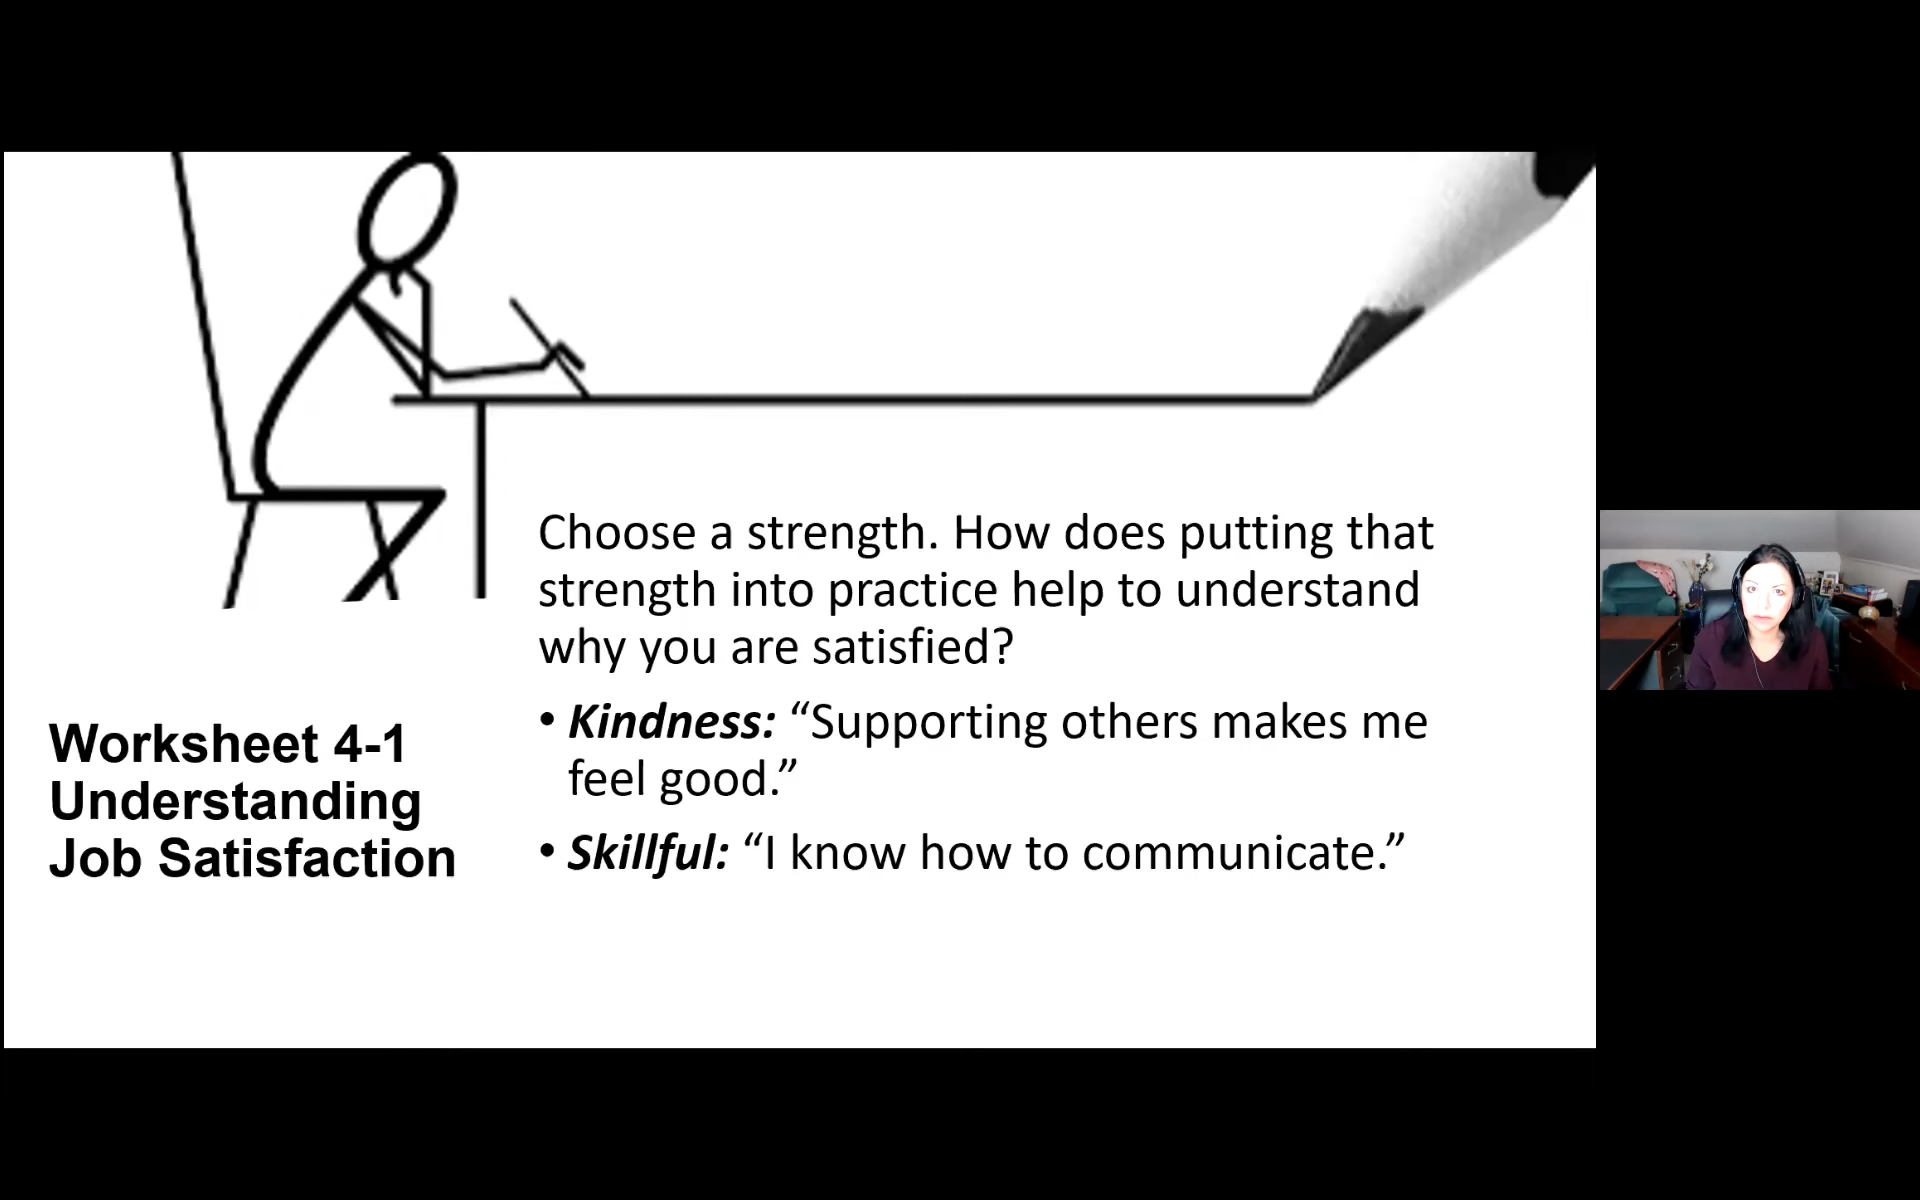 Choose a strength. How does putting that
strength into practice help to understand
why you are satisfied?
• Kindness: “Supporting others makes me
feel good.”
• Skillful: “I know how to communicate.”
Worksheet 4-1
Understanding
Job Satisfaction